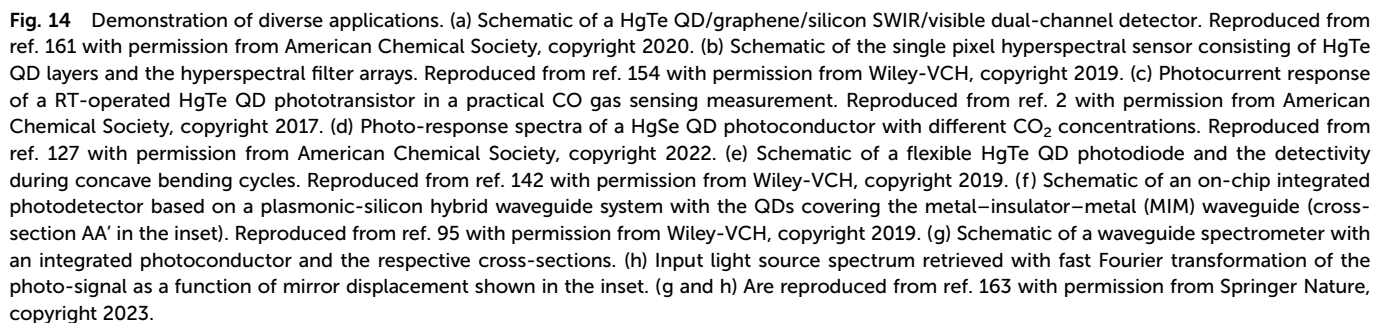 Fig. 14 Demonstration of diverse applications. (a) Schematic of a HgTe QD/graphene/silicon SWIR/visible dual-channel detector. Reproduced from
ref. 161 with permission from American Chemical Society, copyright 2020. (b) Schematic of the single pixel hyperspectral sensor consisting of HgTe
QD layers and the hyperspectral filter arrays. Reproduced from ref. 154 with permission from Wiley-VCH, copyright 2019. (c) Photocurrent response
of a RT-operated HgTe QD phototransistor in a practical CO gas sensing measurement. Reproduced from ref. 2 with permission from American
Chemical Society, copyright 2017. (d) Photo-response spectra of a HgSe QD photoconductor with different CO₂ concentrations. Reproduced from
ref. 127 with permission from American Chemical Society, copyright 2022. (e) Schematic of a flexible HgTe QD photodiode and the detectivity
during concave bending cycles. Reproduced from ref. 142 with permission from Wiley-VCH, copyright 2019. (f) Schematic of an on-chip integrated
photodetector based on a plasmonic-silicon hybrid waveguide system with the QDs covering the metal–insulator–metal (MIM) waveguide (cross-
section AA′ in the inset). Reproduced from ref. 95 with permission from Wiley-VCH, copyright 2019. (g) Schematic of a waveguide spectrometer with
an integrated photoconductor and the respective cross-sections. (h) Input light source spectrum retrieved with fast Fourier transformation of the
photo-signal as a function of mirror displacement shown in the inset. (g and h) Are reproduced from ref. 163 with permission from Springer Nature,
copyright 2023.